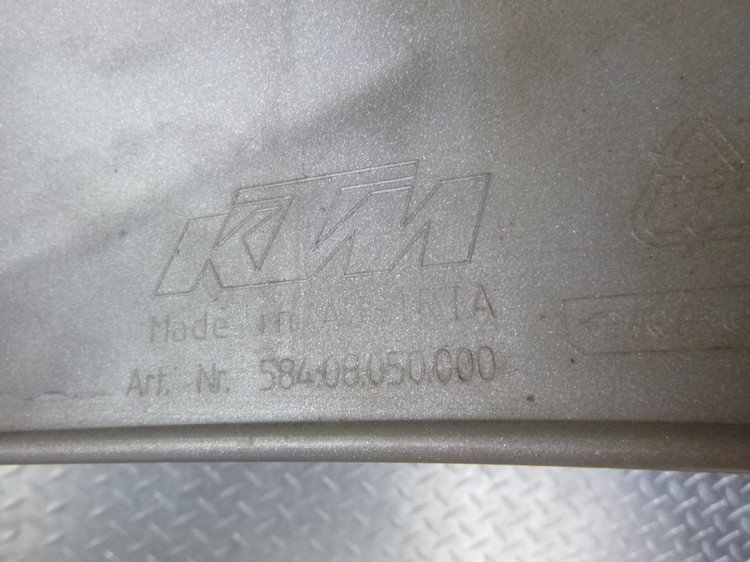 KTM
Made in AUSTRIA
Art. Nr. 584.08.050.000